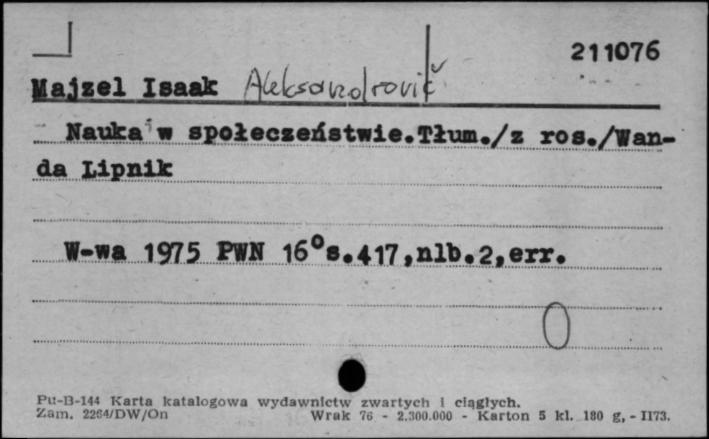 211076
Majzel Isaak Aleksandrovič
Nauka w społeczeństwie.Tłum./z ros./Wan-
da Lipnik
W-wa 1975 PWN 16⁰s.417,nlb.2,err.
Pu-B-144 Karta katalogowa wydawnictw zwartych i ciągłych.
Zam. 2264/DW/On Wrak 76 - 2.300.000 - Karton 5 kl. 180 g, - II73.